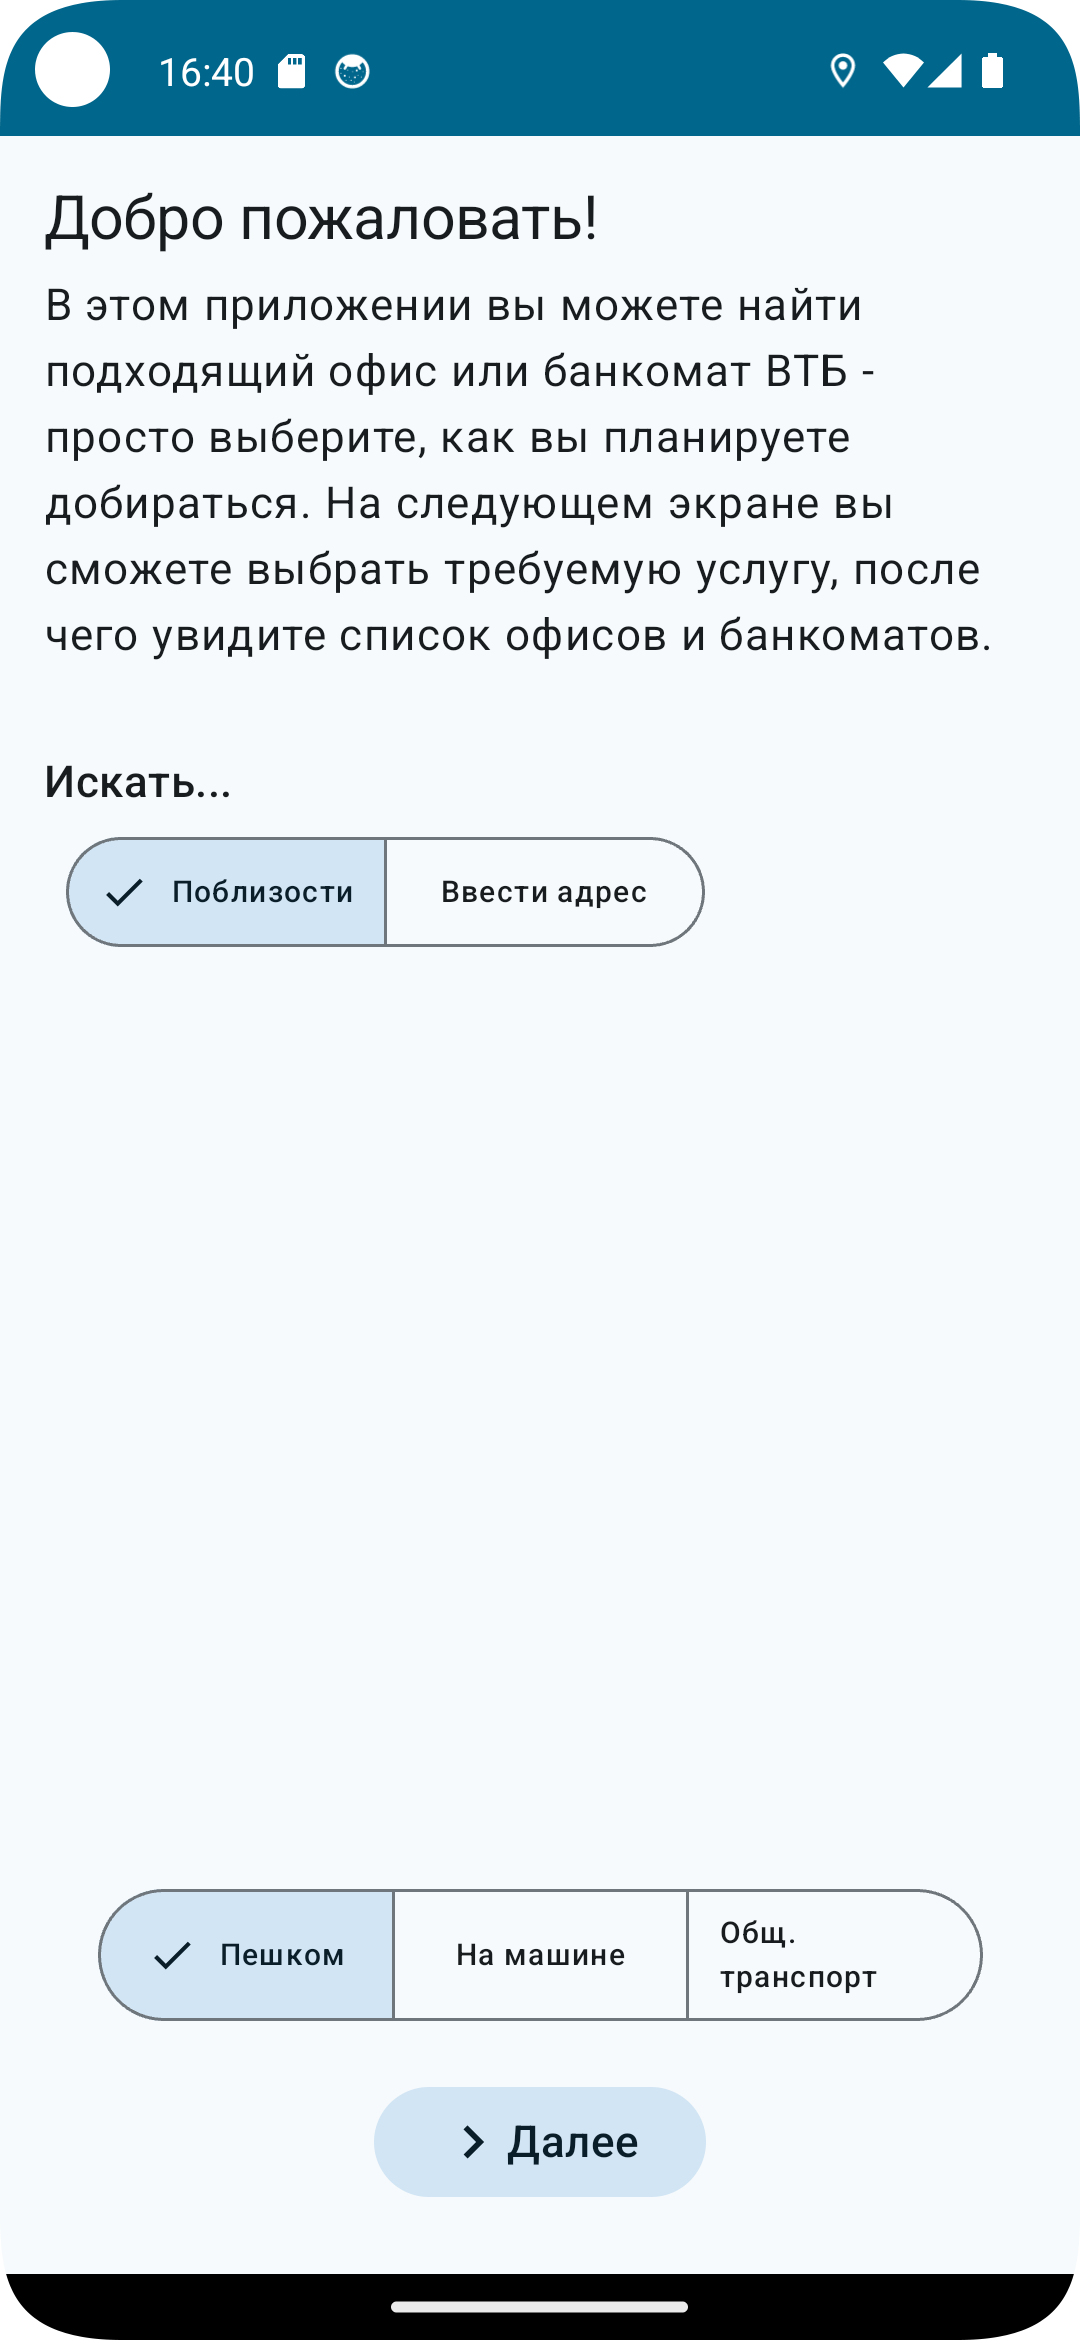 16:40
Добро пожаловать!
В этом приложении вы можете найти
подходящий офис или банкомат ВТБ -
просто выберите, как вы планируете
добираться. На следующем экране вы
сможете выбрать требуемую услугу, после
чего увидите список офисов и банкоматов.
Искать...
Поблизости
Ввести адрес
Пешком
На машине
Общ.
транспорт
Далее